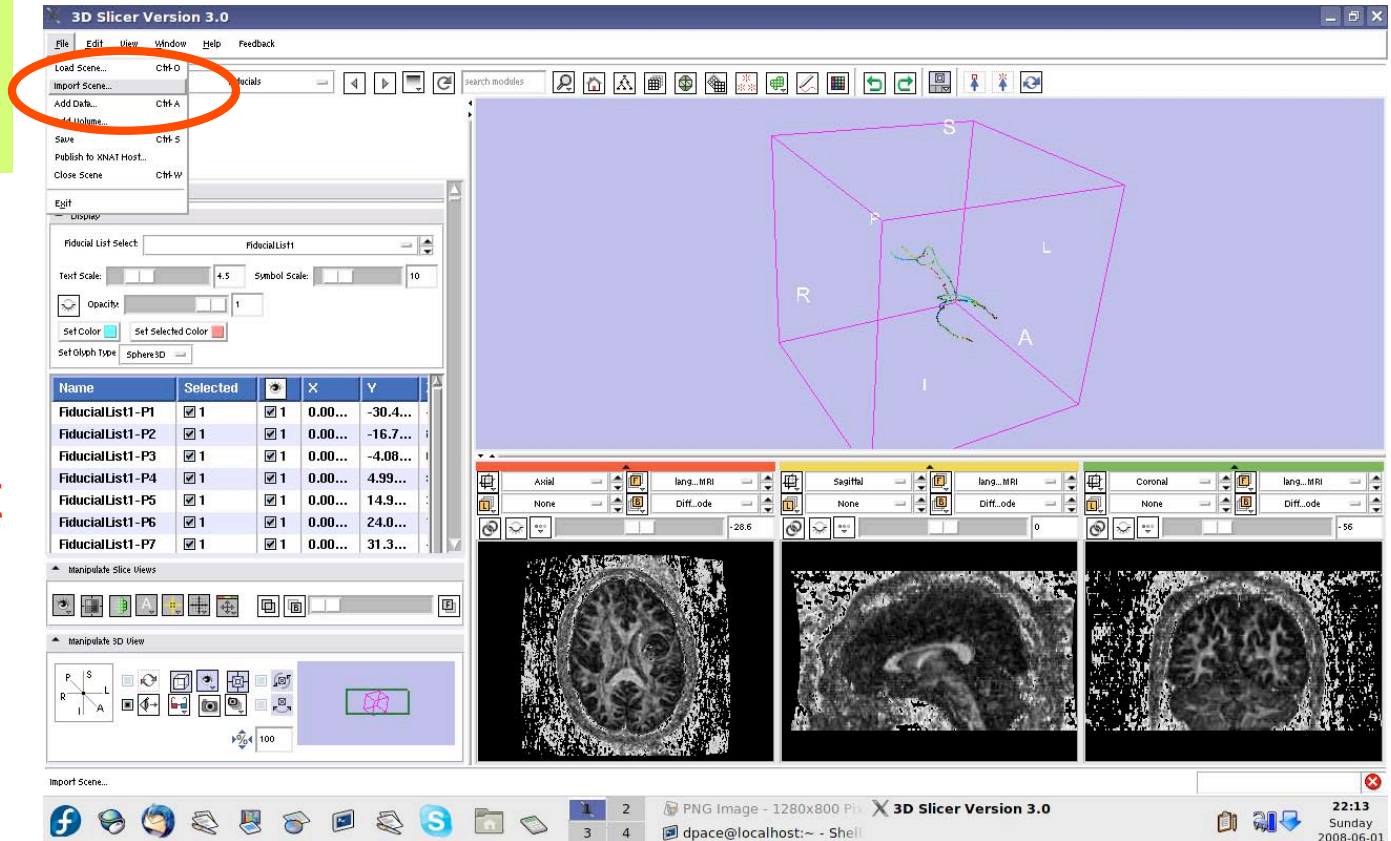 3D Slicer Version 3.0
File Edit View Window Help Feedback
Load Scene... Ctrl-O
Import Scene...
Add Data... Ctrl-A
Add Volume...
Save Ctrl-S
Publish to XNAT Host...
Close Scene Ctrl-W
Exit
search modules
Display
Fiducial List Select: FiducialList1
Text Scale: 4.5 Symbol Scale: 10
Opacity: 1
Set Color Set Selected Color
Set Glyph Type Sphere3D
Name Selected X Y
FiducialList1-P1 1 1 0.00... -30.4...
FiducialList1-P2 1 1 0.00... -16.7...
FiducialList1-P3 1 1 0.00... -4.08...
FiducialList1-P4 1 1 0.00... 4.99...
FiducialList1-P5 1 1 0.00... 14.9...
FiducialList1-P6 1 1 0.00... 24.0...
FiducialList1-P7 1 1 0.00... 31.3...
Manipulate Slice Views
Manipulate 3D View
P S
R L
I A
100
S
P
L
R
A
I
Axial lang...MRI
None Diff...ode
-28.6
Sagittal lang...MRI
None Diff...ode
0
Coronal lang...MRI
None Diff...ode
-56
Import Scene...
1 2
3 4
PNG Image - 1280x800
3D Slicer Version 3.0
dpace@localhost:~ - Shell
22:13
Sunday
2008-06-01